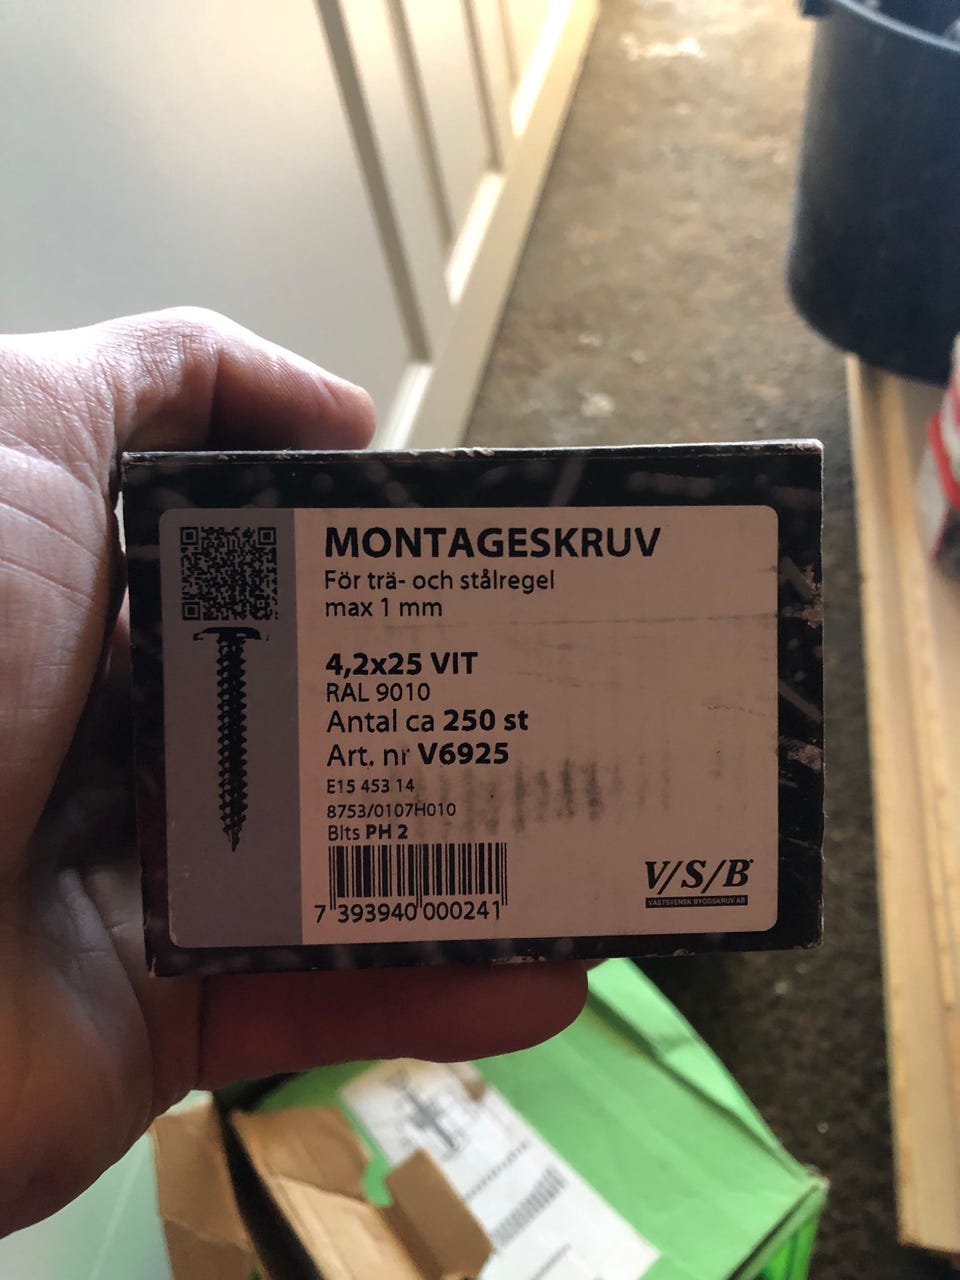 MONTAGESKRUV
För trä- och stålregel
max 1 mm
4,2x25 VIT
RAL 9010
Antal ca 250 st
Art. nr V6925
E15 453 14
8753/0107H010
Bits PH 2
7 393940 000241
V/S/B
VÄSTSVENSK BYGGSKRUV AB